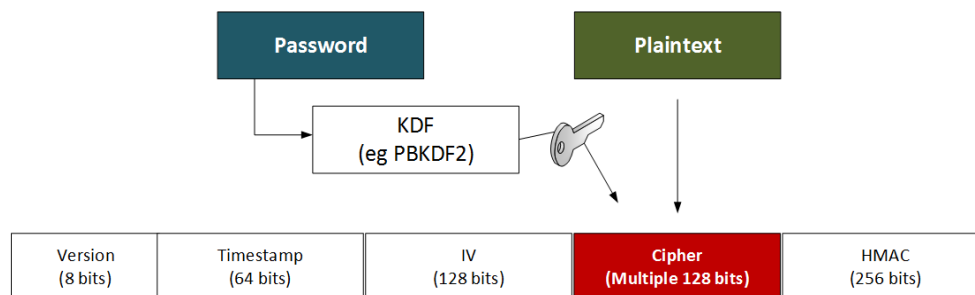 Password
Plaintext
KDF
(eg PBKDF2)
Version
(8 bits)
Timestamp
(64 bits)
IV
(128 bits)
Cipher
(Multiple 128 bits)
HMAC
(256 bits)